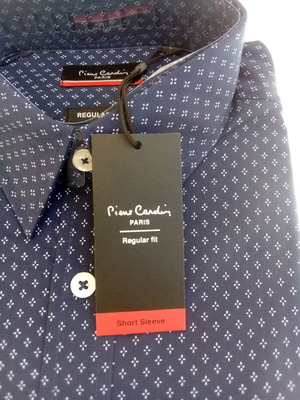 Pierre Cardin
PARIS
REGULAR
Pierre Cardin
PARIS
Regular fit
Short Sleeve